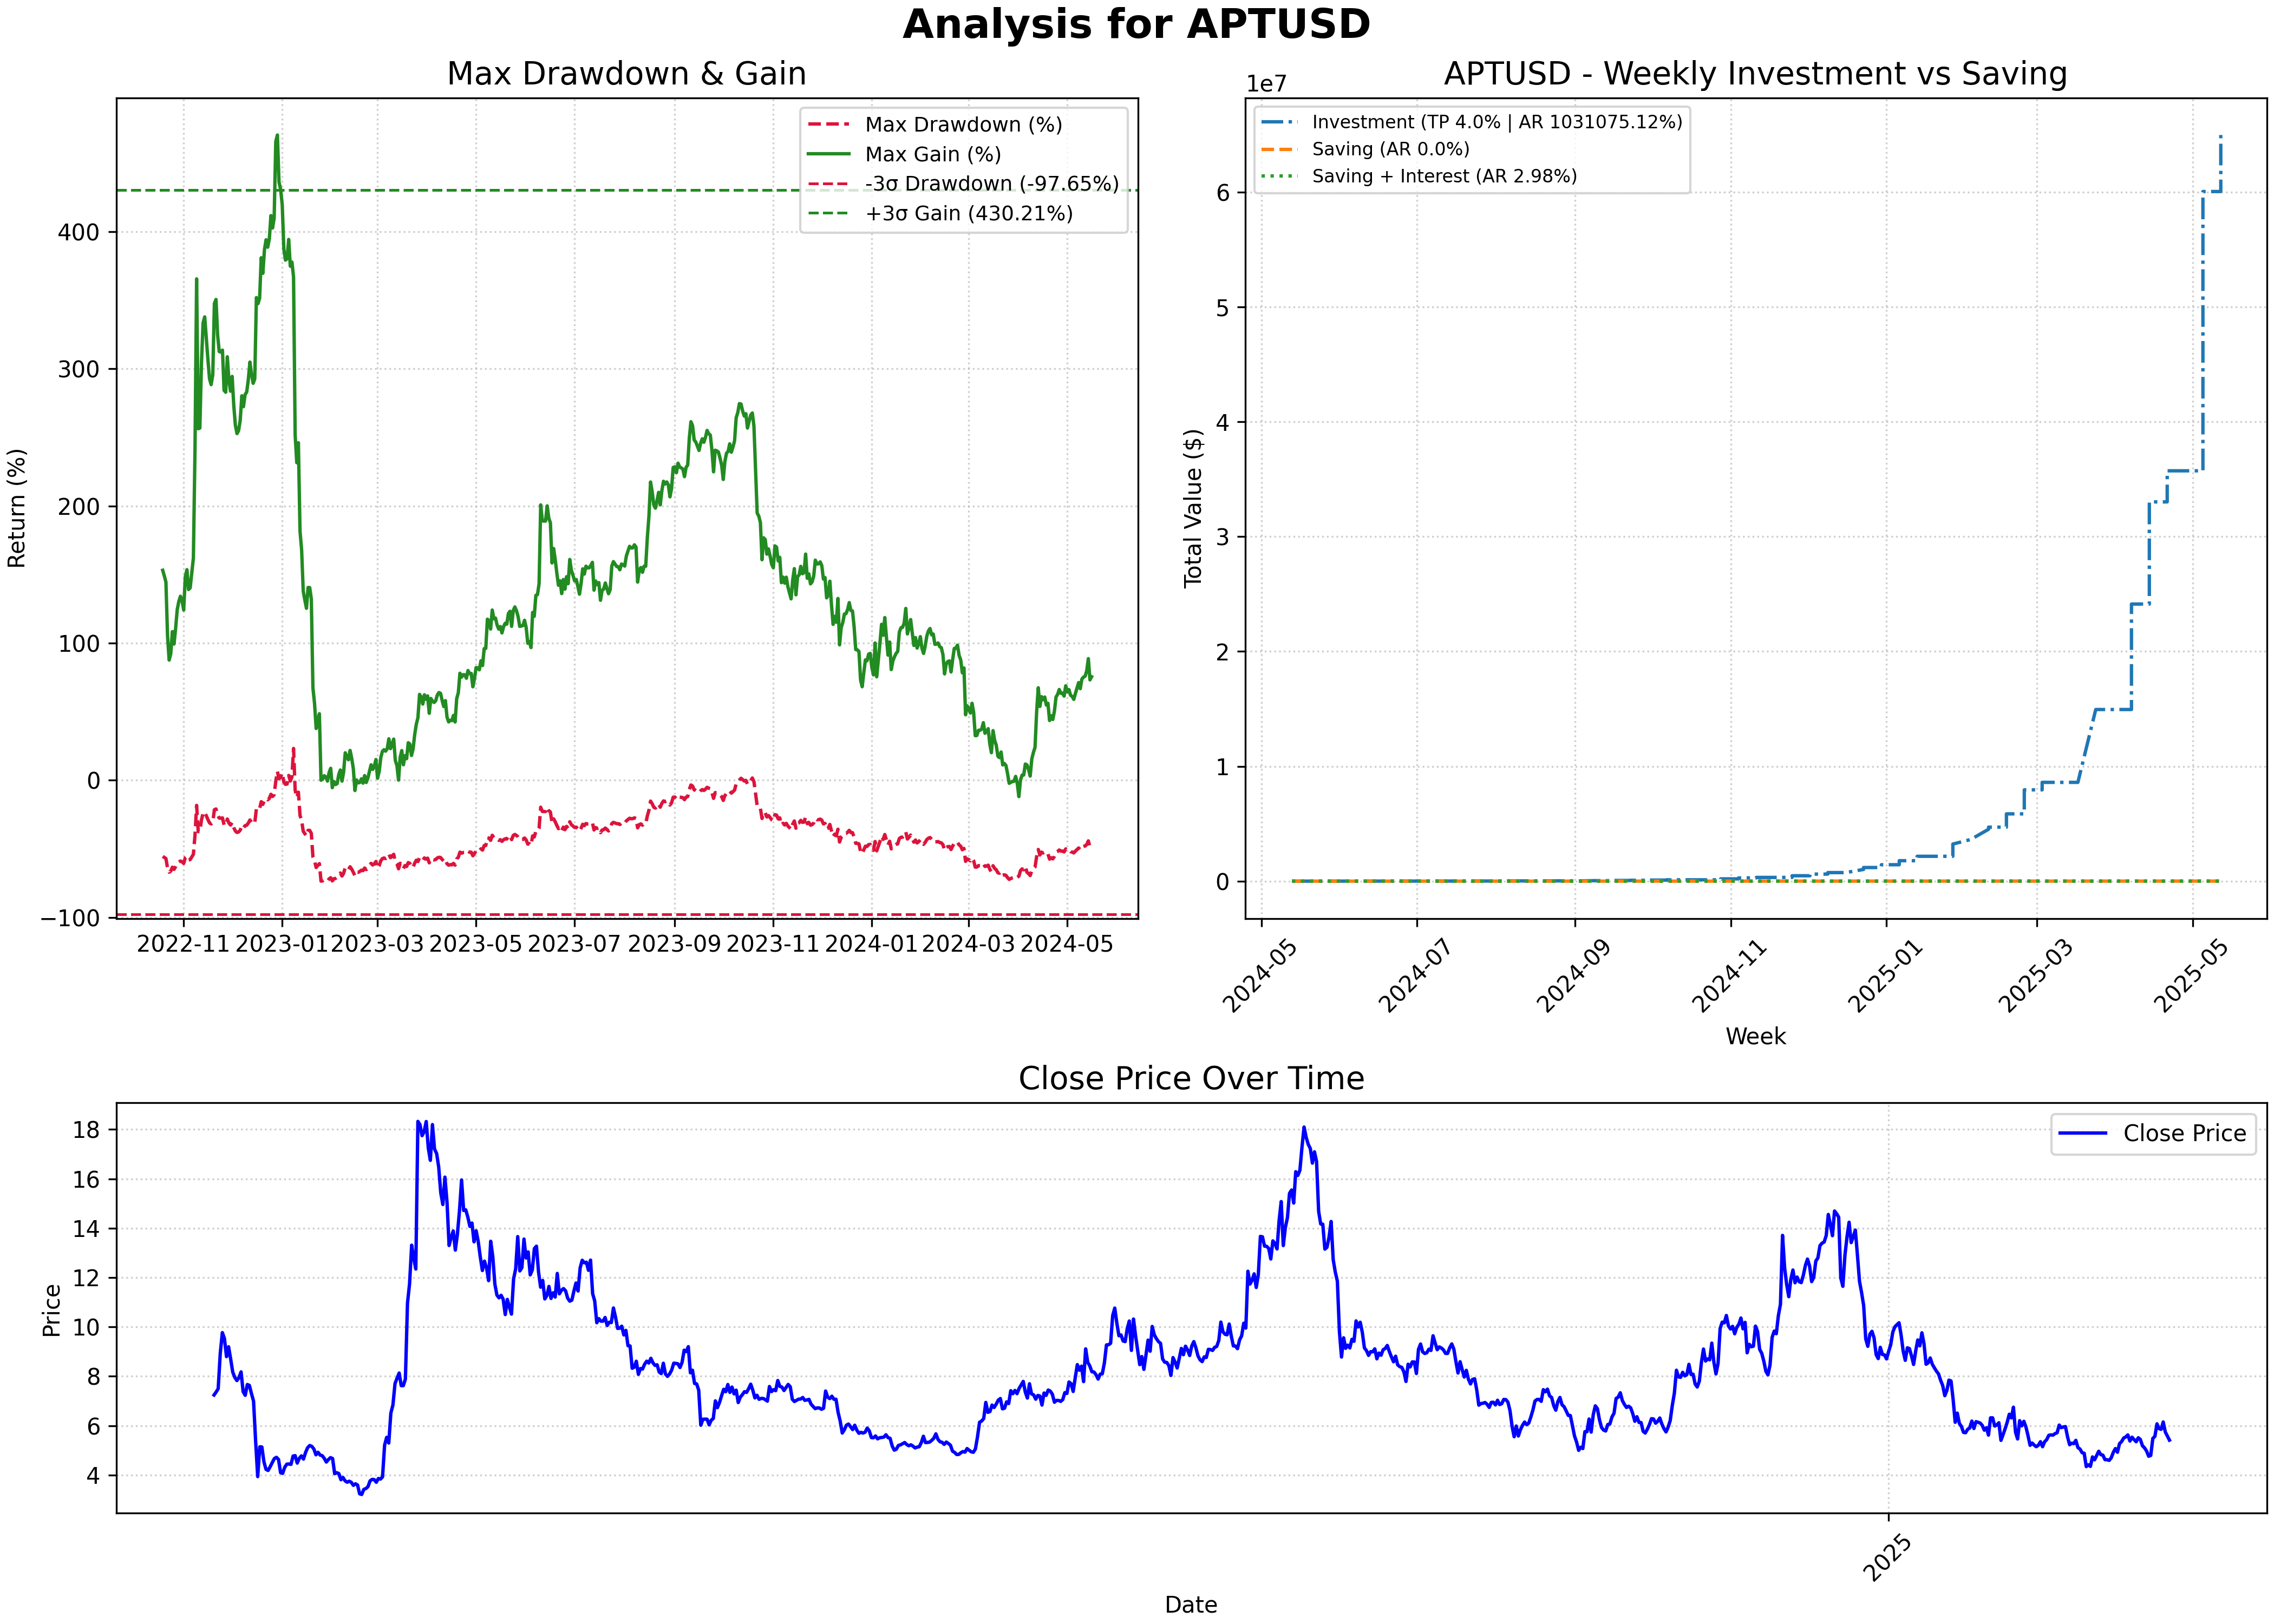 Analysis for APTUSD
Max Drawdown & Gain
Return (%)
400
300
200
100
0
−100
2022-11 2023-01 2023-03 2023-05 2023-07 2023-09 2023-11 2024-01 2024-03 2024-05
Max Drawdown (%)
Max Gain (%)
-3σ Drawdown (-97.65%)
+3σ Gain (430.21%)
APTUSD - Weekly Investment vs Saving
1e7
Total Value ($)
6
5
4
3
2
1
0
Investment (TP 4.0% | AR 1031075.12%)
Saving (AR 0.0%)
Saving + Interest (AR 2.98%)
2024-05 2024-07 2024-09 2024-11 2025-01 2025-03 2025-05
Week
Close Price Over Time
Price
18
16
14
12
10
8
6
4
Close Price
2025
Date